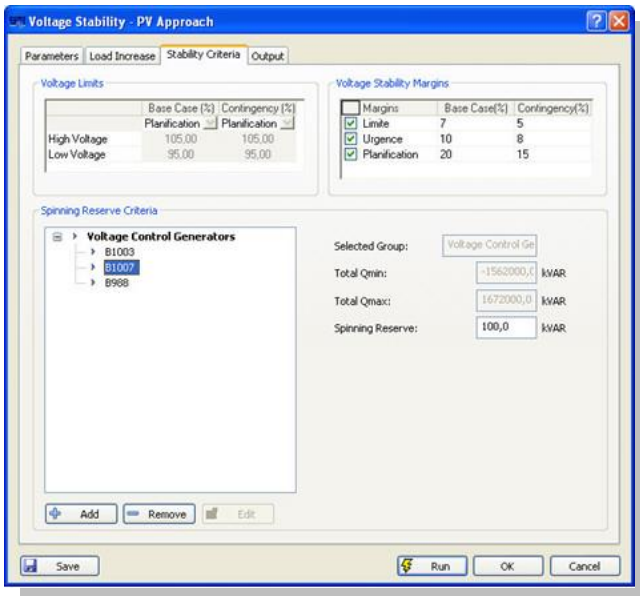 Voltage Stability - PV Approach
Parameters Load Increase Stability Criteria Output
Voltage Limits
Base Case (%) Contingency (%)
Planification Planification
High Voltage 105,00 105,00
Low Voltage 95,00 95,00
Voltage Stability Margins
Margins Base Case(%) Contingency(%)
Limite 7 5
Urgence 10 8
Planification 20 15
Spinning Reserve Criteria
Voltage Control Generators
B1003
B1007
B988
Selected Group: Voltage Control Ge
Total Qmin: -1562000,0 kVAR
Total Qmax: 1672000,0 kVAR
Spinning Reserve: 100,0 kVAR
Add Remove Edit
Save Run OK Cancel